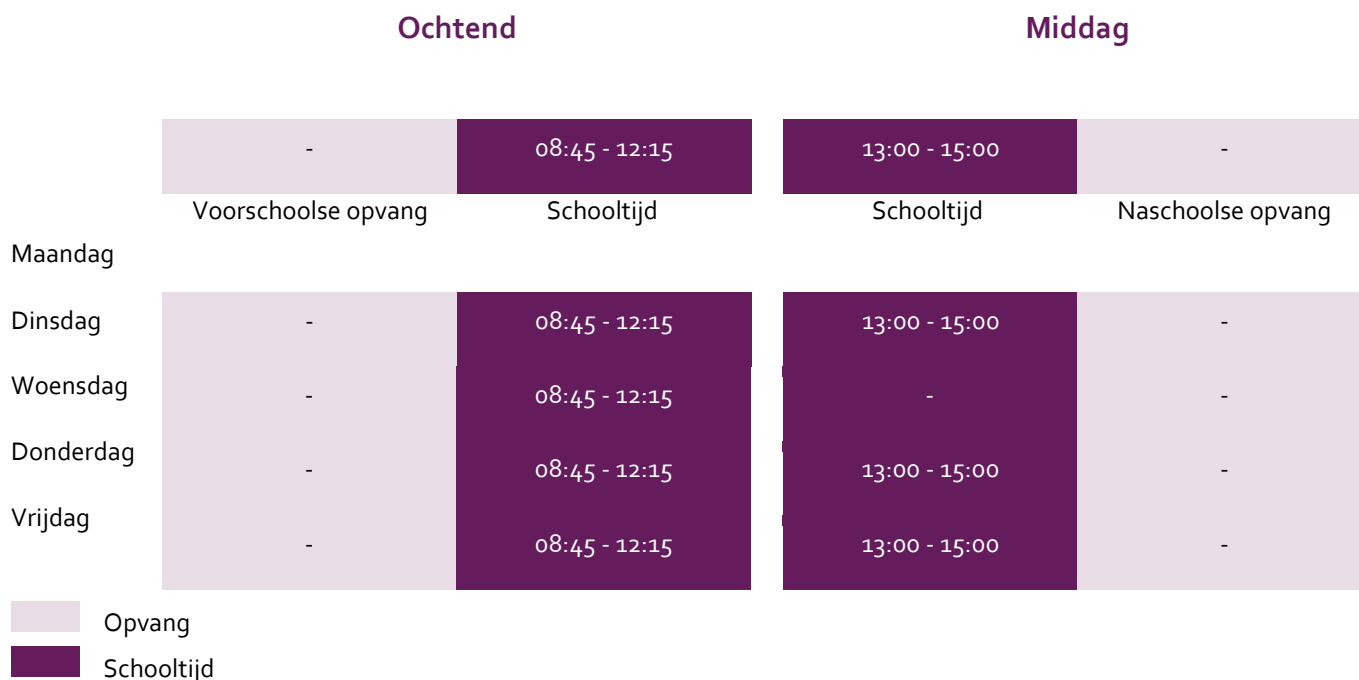 Ochtend Middag
- 08:45 - 12:15 13:00 - 15:00 -
Voorschoolse opvang Schooltijd Schooltijd Naschoolse opvang
Maandag
Dinsdag - 08:45 - 12:15 13:00 - 15:00 -
Woensdag - 08:45 - 12:15 - -
Donderdag - 08:45 - 12:15 13:00 - 15:00 -
Vrijdag - 08:45 - 12:15 13:00 - 15:00 -
Opvang
Schooltijd